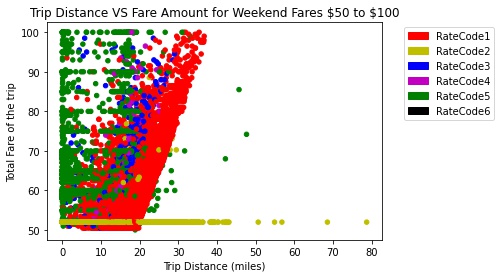 Trip Distance VS Fare Amount for Weekend Fares $50 to $100
Total Fare of the trip
100
90
80
70
60
50
0
10
20
30
40
50
60
70
80
Trip Distance (miles)
RateCode1
RateCode2
RateCode3
RateCode4
RateCode5
RateCode6